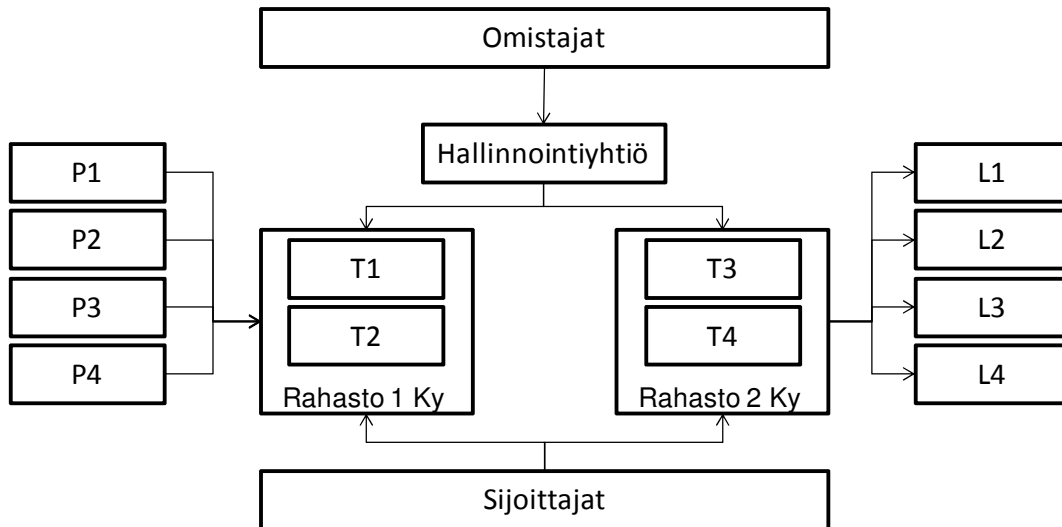 Omistajat
Hallinnointiyhtiö
P1
P2
P3
P4
T1
T2
Rahasto 1 Ky
T3
T4
Rahasto 2 Ky
L1
L2
L3
L4
Sijoittajat